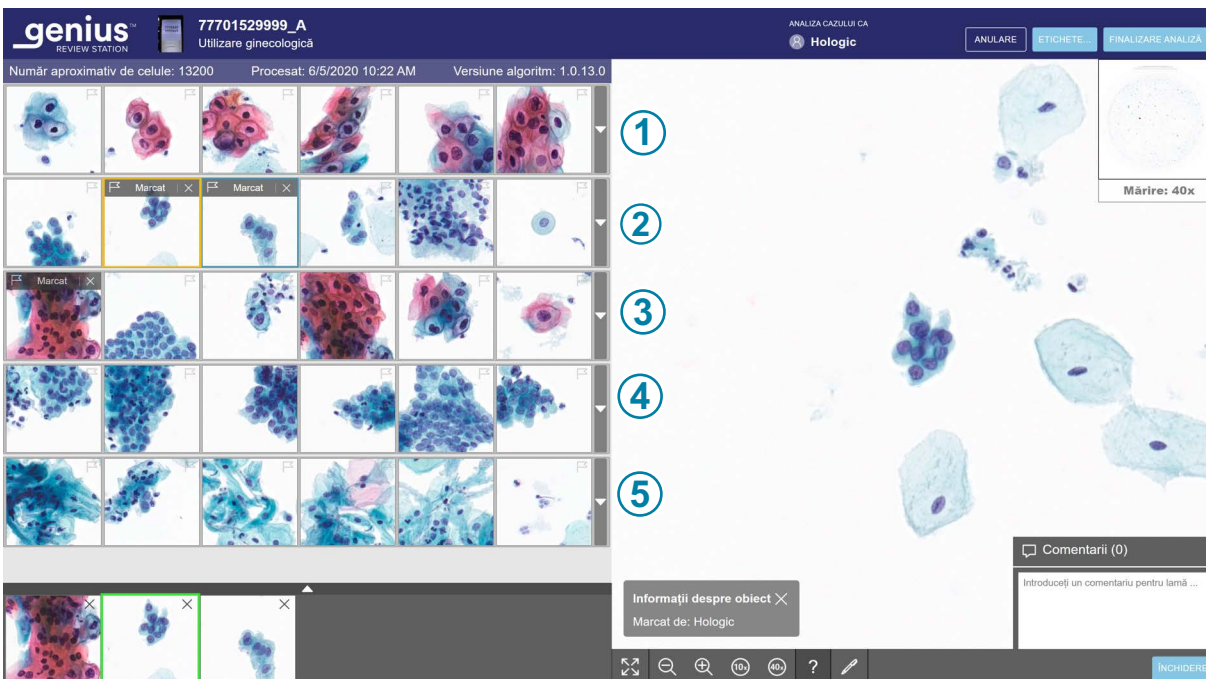 genius™
REVIEW STATION
77701529999_A
Utilizare ginecologică
ANALIZA CAZULUI CA
Hologic
ANULARE
ETICHETE...
FINALIZARE ANALIZĂ
Număr aproximativ de celule: 13200
Procesat: 6/5/2020 10:22 AM
Versiune algoritm: 1.0.13.0
Mărire: 40x
1
Marcat
Marcat
2
Marcat
3
4
5
Comentarii (0)
Introduceți un comentariu pentru lamă ...
Informații despre obiect
Marcat de: Hologic
10x
40x
?
ÎNCHIDERE